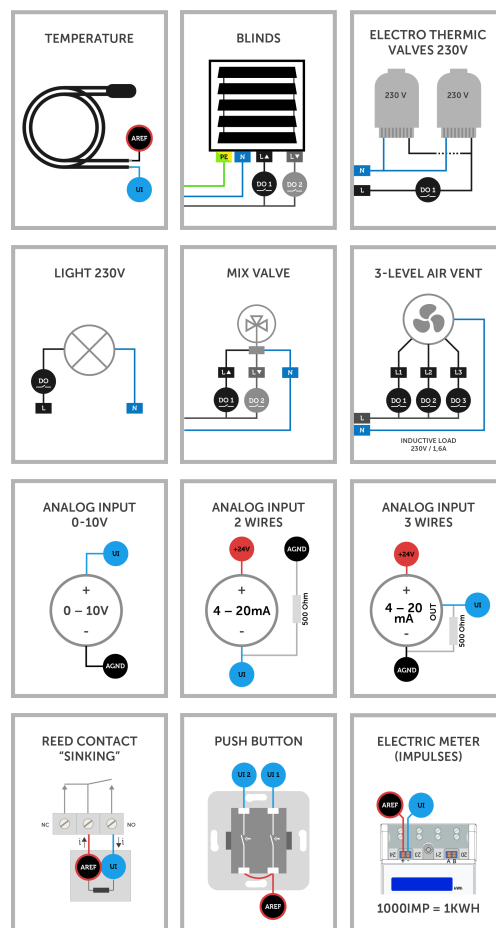 TEMPERATURE
AREF
UI
BLINDS
PE N L▲ L▼
DO 1 DO 2
ELECTRO THERMIC
VALVES 230V
230 V 230 V
N
L DO 1
LIGHT 230V
DO
L N
MIX VALVE
L▲ L▼ N
DO 1 DO 2
3-LEVEL AIR VENT
L1 L2 L3
DO 1 DO 2 DO 3
L
N
INDUCTIVE LOAD
230V / 1,6A
ANALOG INPUT
0-10V
UI
+
0 – 10V
-
AGND
ANALOG INPUT
2 WIRES
+24V AGND
+
4 – 20mA
-
500 Ohm
UI
ANALOG INPUT
3 WIRES
+24V
+
4 – 20
mA
OUT
UI
-
500 Ohm
AGND
REED CONTACT
“SINKING”
NC NO
i i
AREF UI
PUSH BUTTON
UI 2 UI 1
AREF
ELECTRIC METER
(IMPULSES)
AREF UI
24 23 21 20
+ - A B
kWh
1000IMP = 1KWH